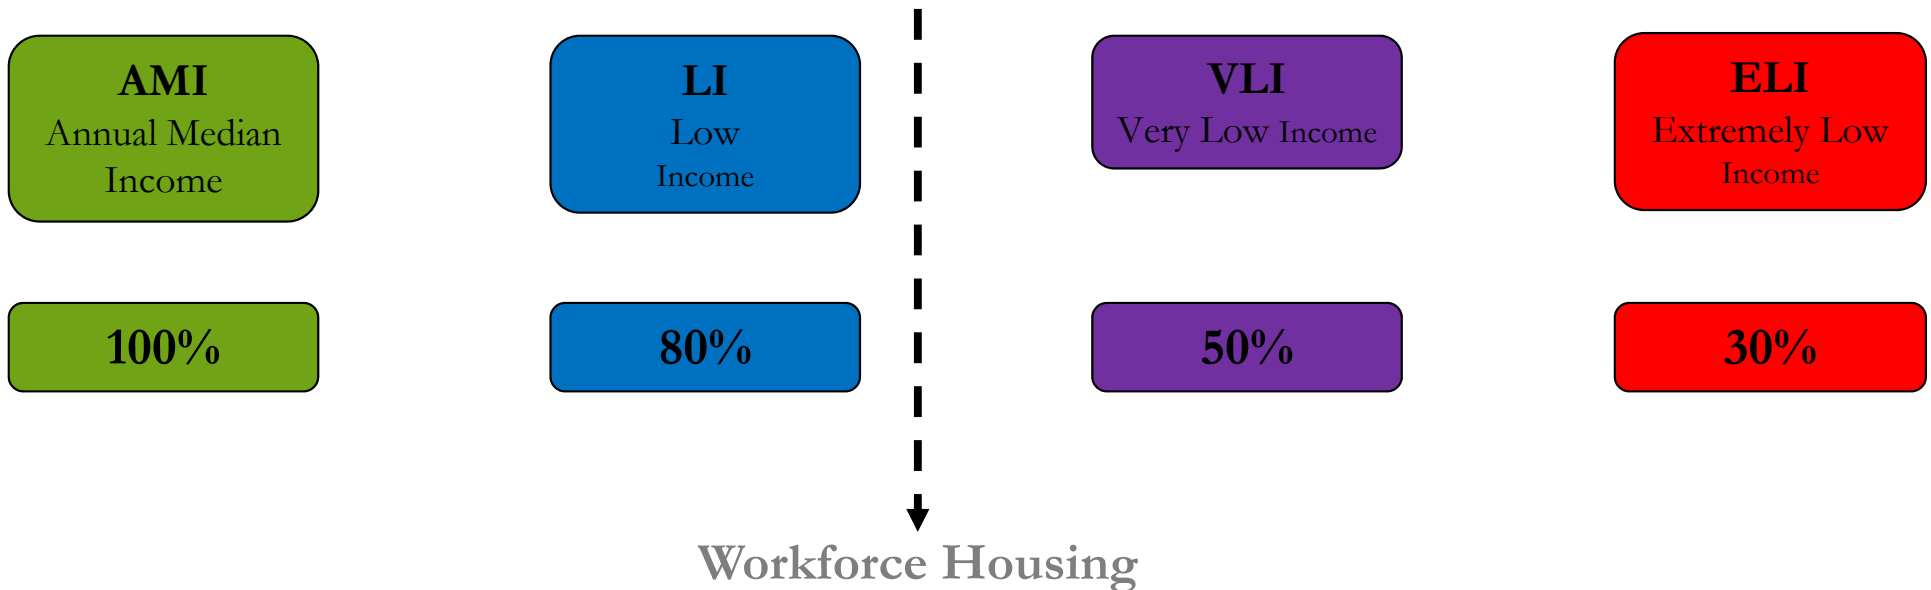 AMI
Annual Median
Income
LI
Low
Income
VLI
Very Low Income
ELI
Extremely Low
Income
100%
80%
50%
30%
Workforce Housing